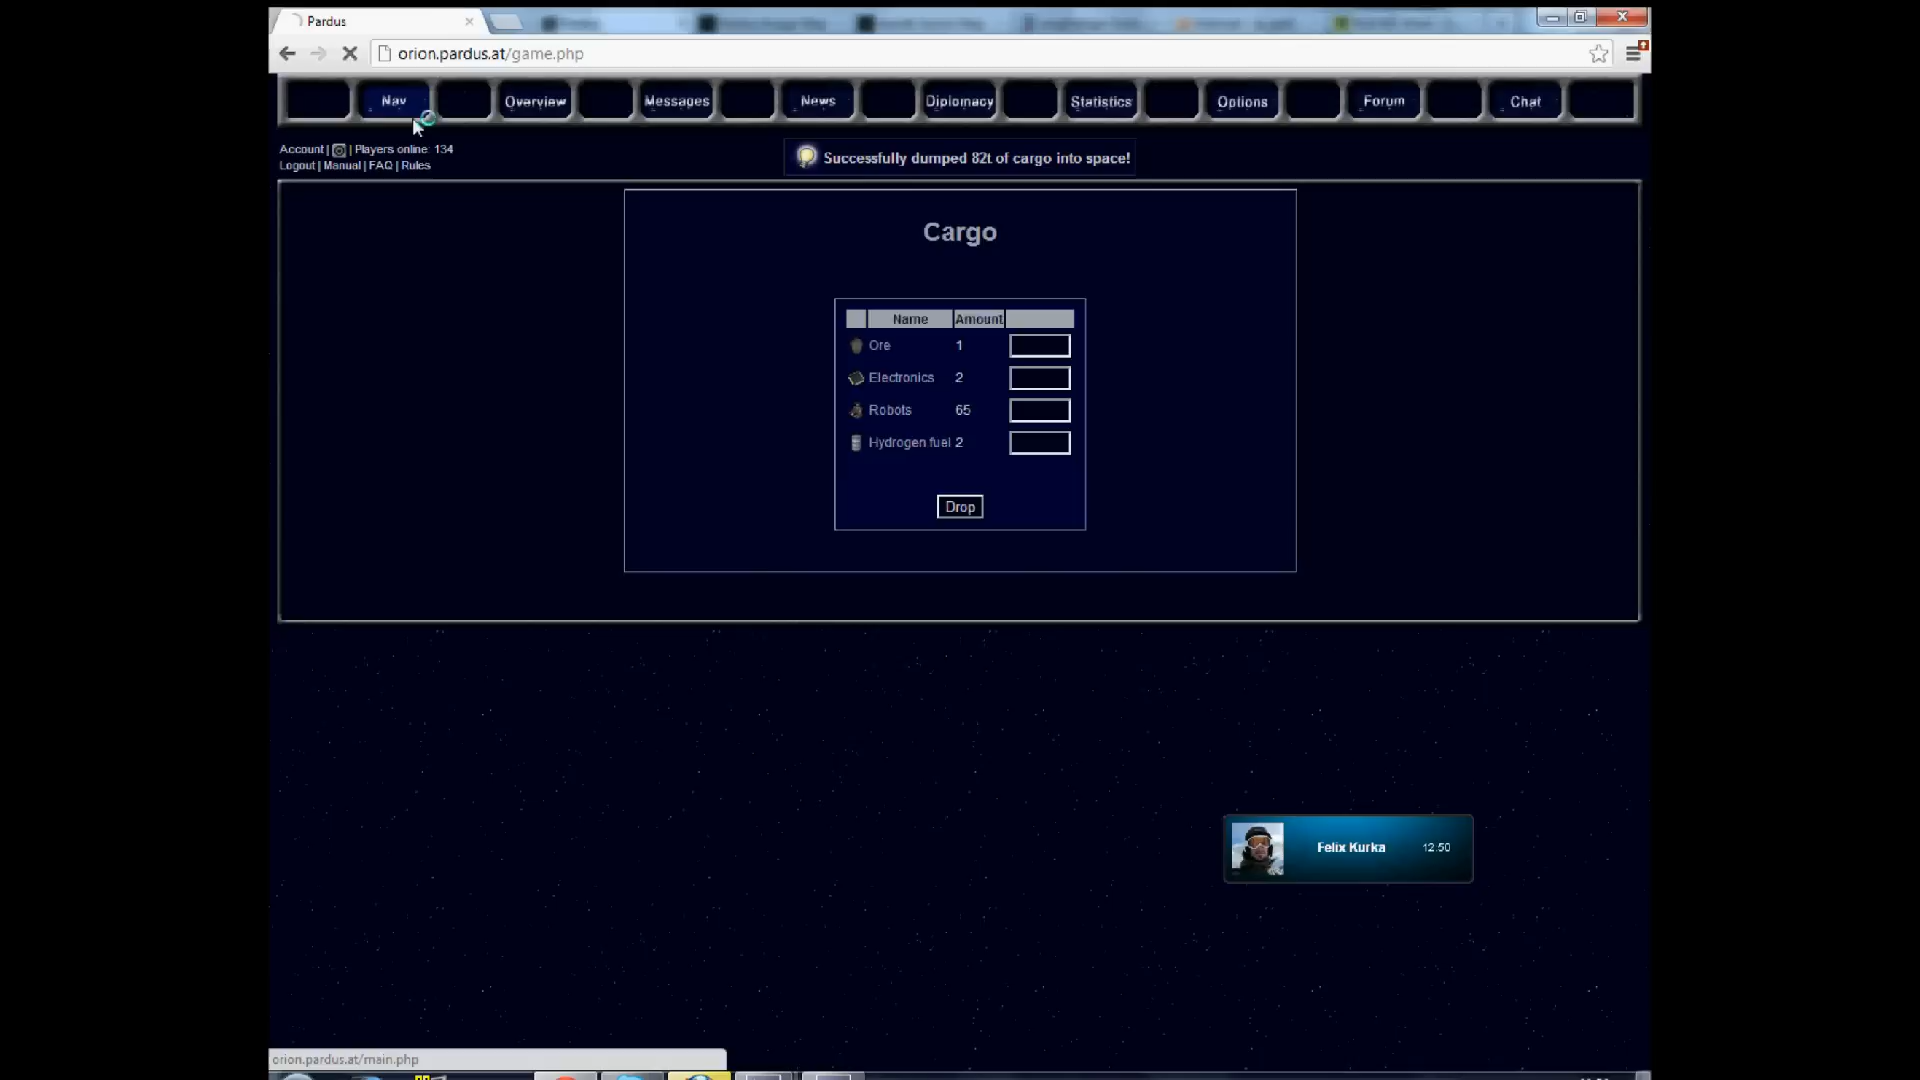 Pardus
orion.pardus.at/game.php
Nav Overview Messages News Diplomacy Statistics Options Forum Chat
Account | | Players online: 134
Logout | Manual | FAQ | Rules
Successfully dumped 82t of cargo into space!
Cargo
Name Amount
Ore 1
Electronics 2
Robots 65
Hydrogen fuel 2
Drop
Felix Kurka 12:50
orion.pardus.at/main.php